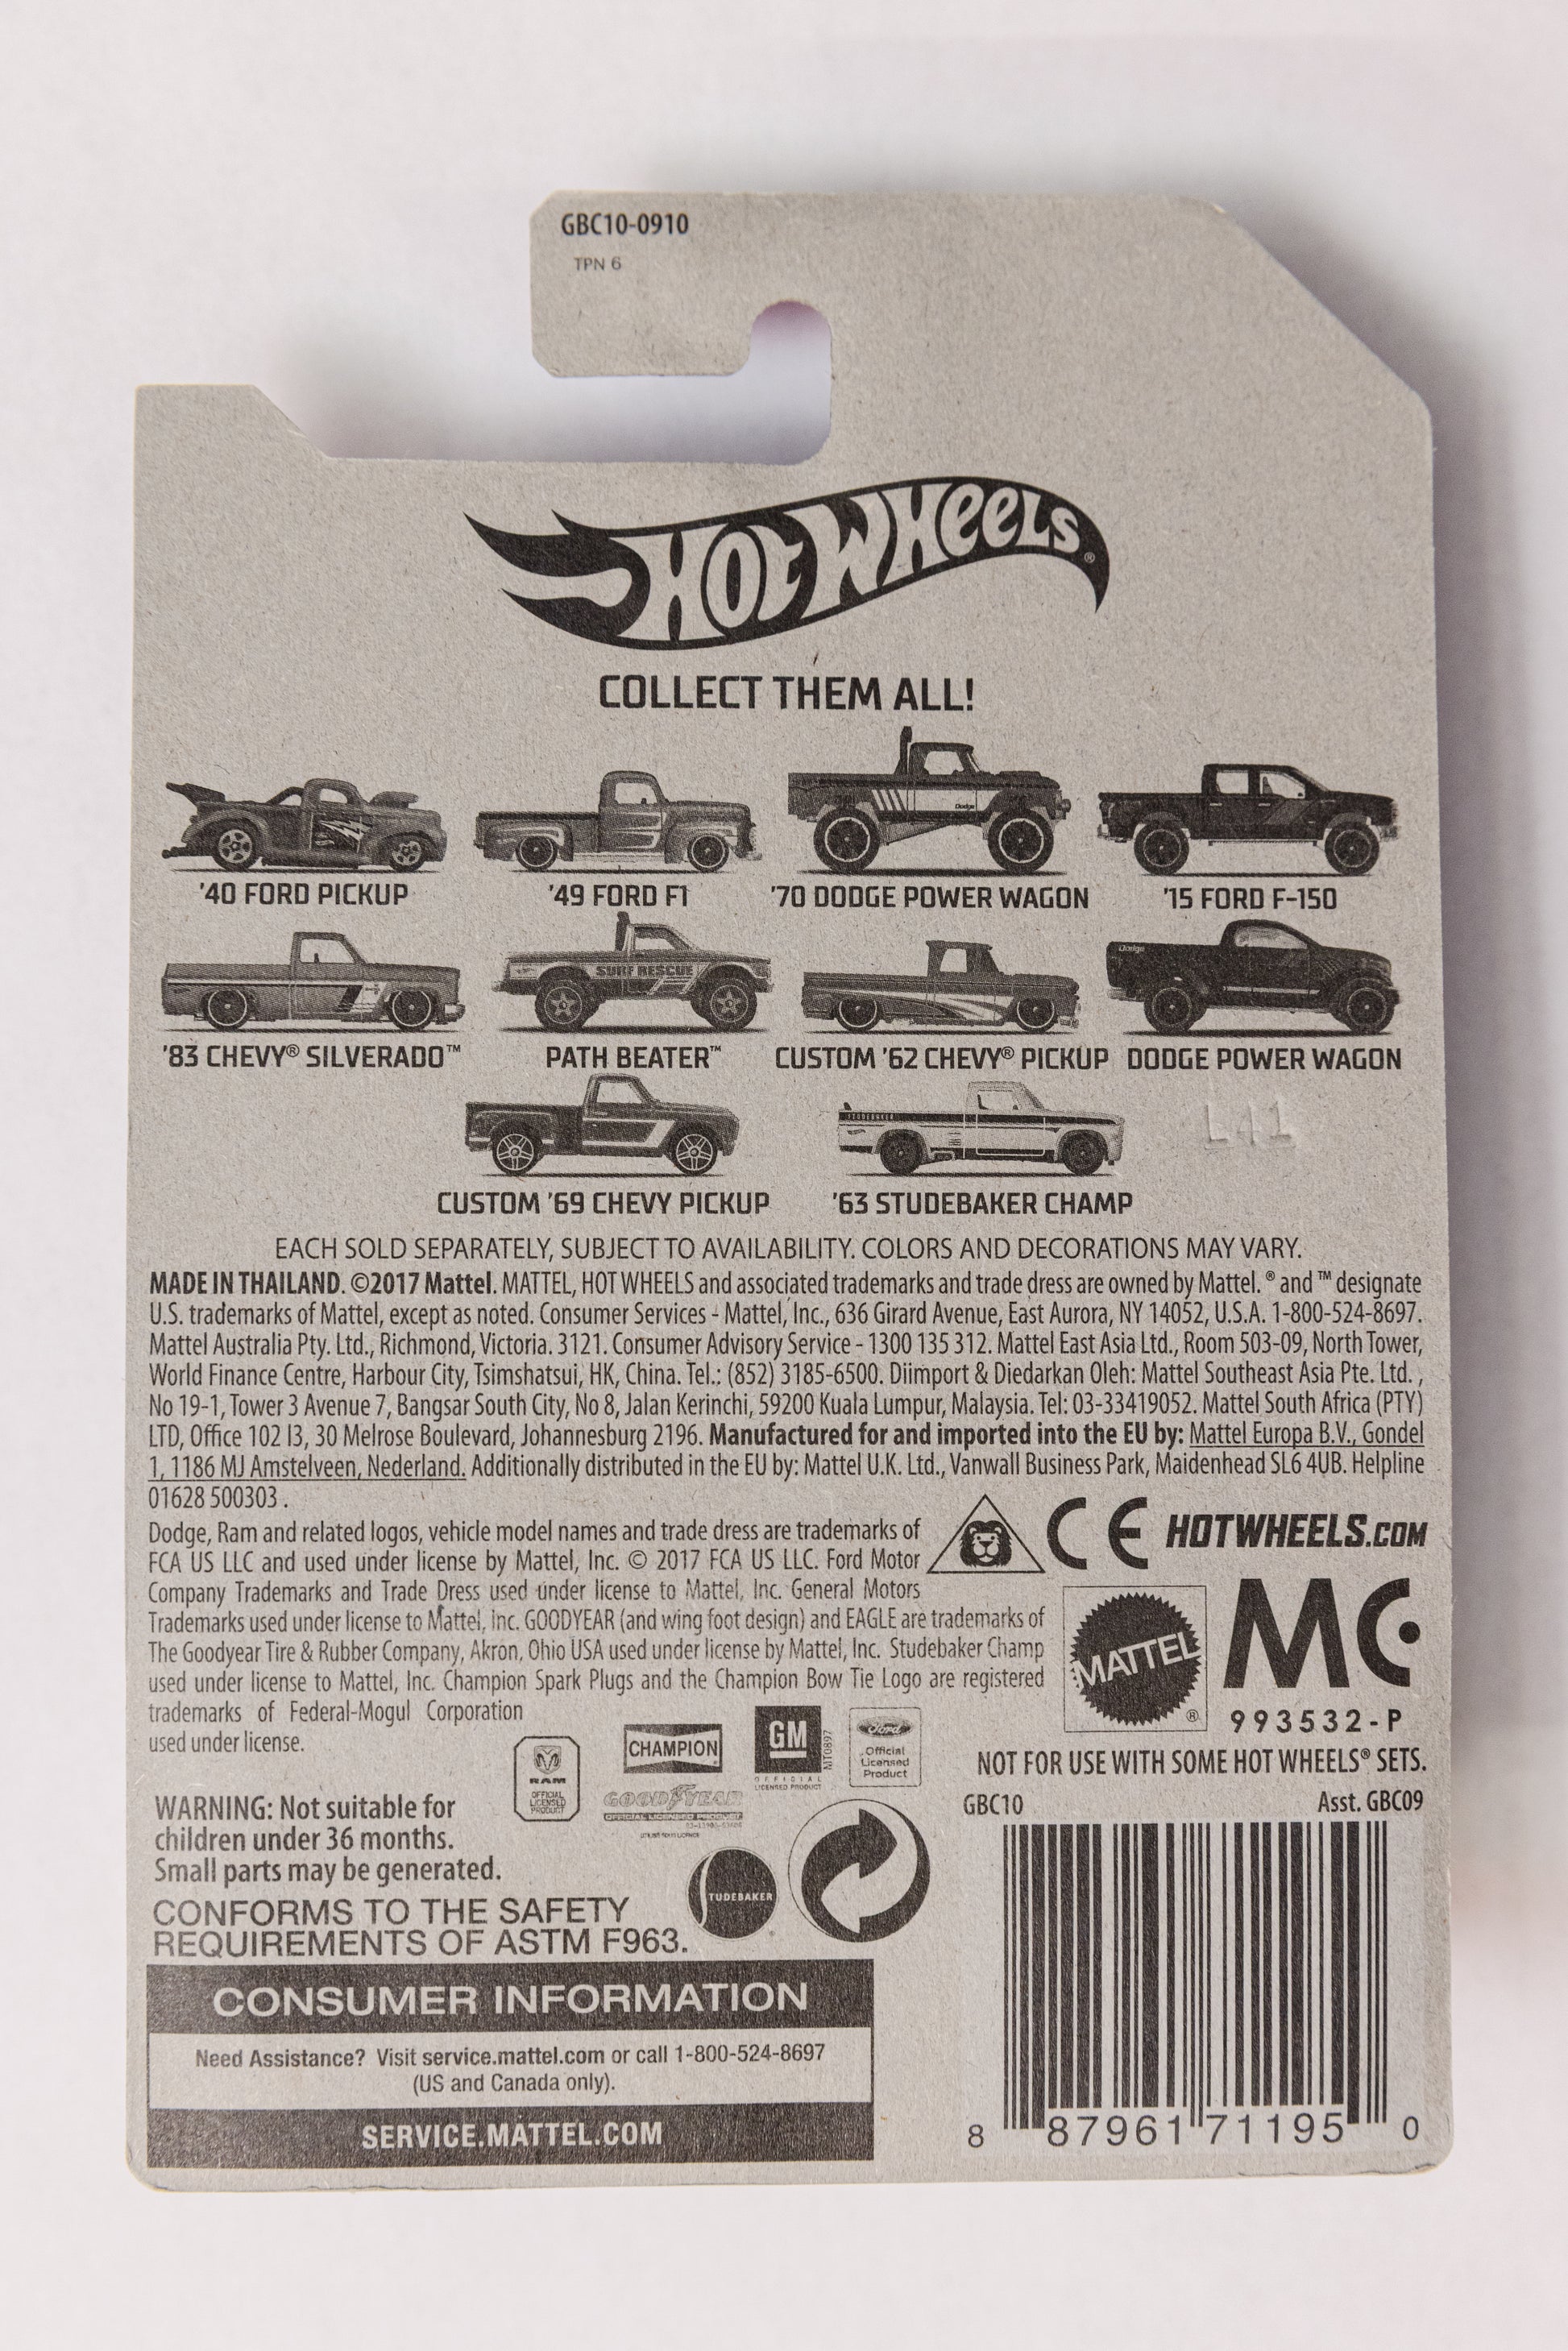 GBC10-0910
TPN 6
HOT WHEELS®
COLLECT THEM ALL!
Dodge
'40 FORD PICKUP '49 FORD F1 '70 DODGE POWER WAGON '15 FORD F-150
SURF RESCUE Dodge
'83 CHEVY® SILVERADO™ PATH BEATER™ CUSTOM '62 CHEVY® PICKUP DODGE POWER WAGON
STUDEBAKER
L41
CUSTOM '69 CHEVY PICKUP '63 STUDEBAKER CHAMP
EACH SOLD SEPARATELY, SUBJECT TO AVAILABILITY. COLORS AND DECORATIONS MAY VARY.
MADE IN THAILAND. ©2017 Mattel. MATTEL, HOT WHEELS and associated trademarks and trade dress are owned by Mattel. ® and ™ designate
U.S. trademarks of Mattel, except as noted. Consumer Services - Mattel, Inc., 636 Girard Avenue, East Aurora, NY 14052, U.S.A. 1-800-524-8697.
Mattel Australia Pty. Ltd., Richmond, Victoria. 3121. Consumer Advisory Service - 1300 135 312. Mattel East Asia Ltd., Room 503-09, North Tower,
World Finance Centre, Harbour City, Tsimshatsui, HK, China. Tel.: (852) 3185-6500. Diimport & Diedarkan Oleh: Mattel Southeast Asia Pte. Ltd. ,
No 19-1, Tower 3 Avenue 7, Bangsar South City, No 8, Jalan Kerinchi, 59200 Kuala Lumpur, Malaysia. Tel: 03-33419052. Mattel South Africa (PTY)
LTD, Office 102 I3, 30 Melrose Boulevard, Johannesburg 2196. Manufactured for and imported into the EU by: Mattel Europa B.V., Gondel
1, 1186 MJ Amstelveen, Nederland. Additionally distributed in the EU by: Mattel U.K. Ltd., Vanwall Business Park, Maidenhead SL6 4UB. Helpline
01628 500303 .
Dodge, Ram and related logos, vehicle model names and trade dress are trademarks of
FCA US LLC and used under license by Mattel, Inc. © 2017 FCA US LLC. Ford Motor
Company Trademarks and Trade Dress used under license to Mattel, Inc. General Motors
Trademarks used under license to Mattel, Inc. GOODYEAR (and wing foot design) and EAGLE are trademarks of
The Goodyear Tire & Rubber Company, Akron, Ohio USA used under license by Mattel, Inc. Studebaker Champ
used under license to Mattel, Inc. Champion Spark Plugs and the Champion Bow Tie Logo are registered
trademarks of Federal-Mogul Corporation
used under license.
CE HOTWHEELS.COM
MATTEL ® MC
993532-P
NOT FOR USE WITH SOME HOT WHEELS® SETS.
RAM
OFFICIAL
LICENSED
PRODUCT
CHAMPION
GOODYEAR
OFFICIAL LICENSED PRODUCT
GM
OFFICIAL
LICENSED PRODUCT
MT0897
Ford
Official
Licensed
Product
STUDEBAKER
WARNING: Not suitable for
children under 36 months.
Small parts may be generated.
CONFORMS TO THE SAFETY
REQUIREMENTS OF ASTM F963.
CONSUMER INFORMATION
Need Assistance? Visit service.mattel.com or call 1-800-524-8697
(US and Canada only).
SERVICE.MATTEL.COM
GBC10 Asst. GBC09
8 87961 71195 0